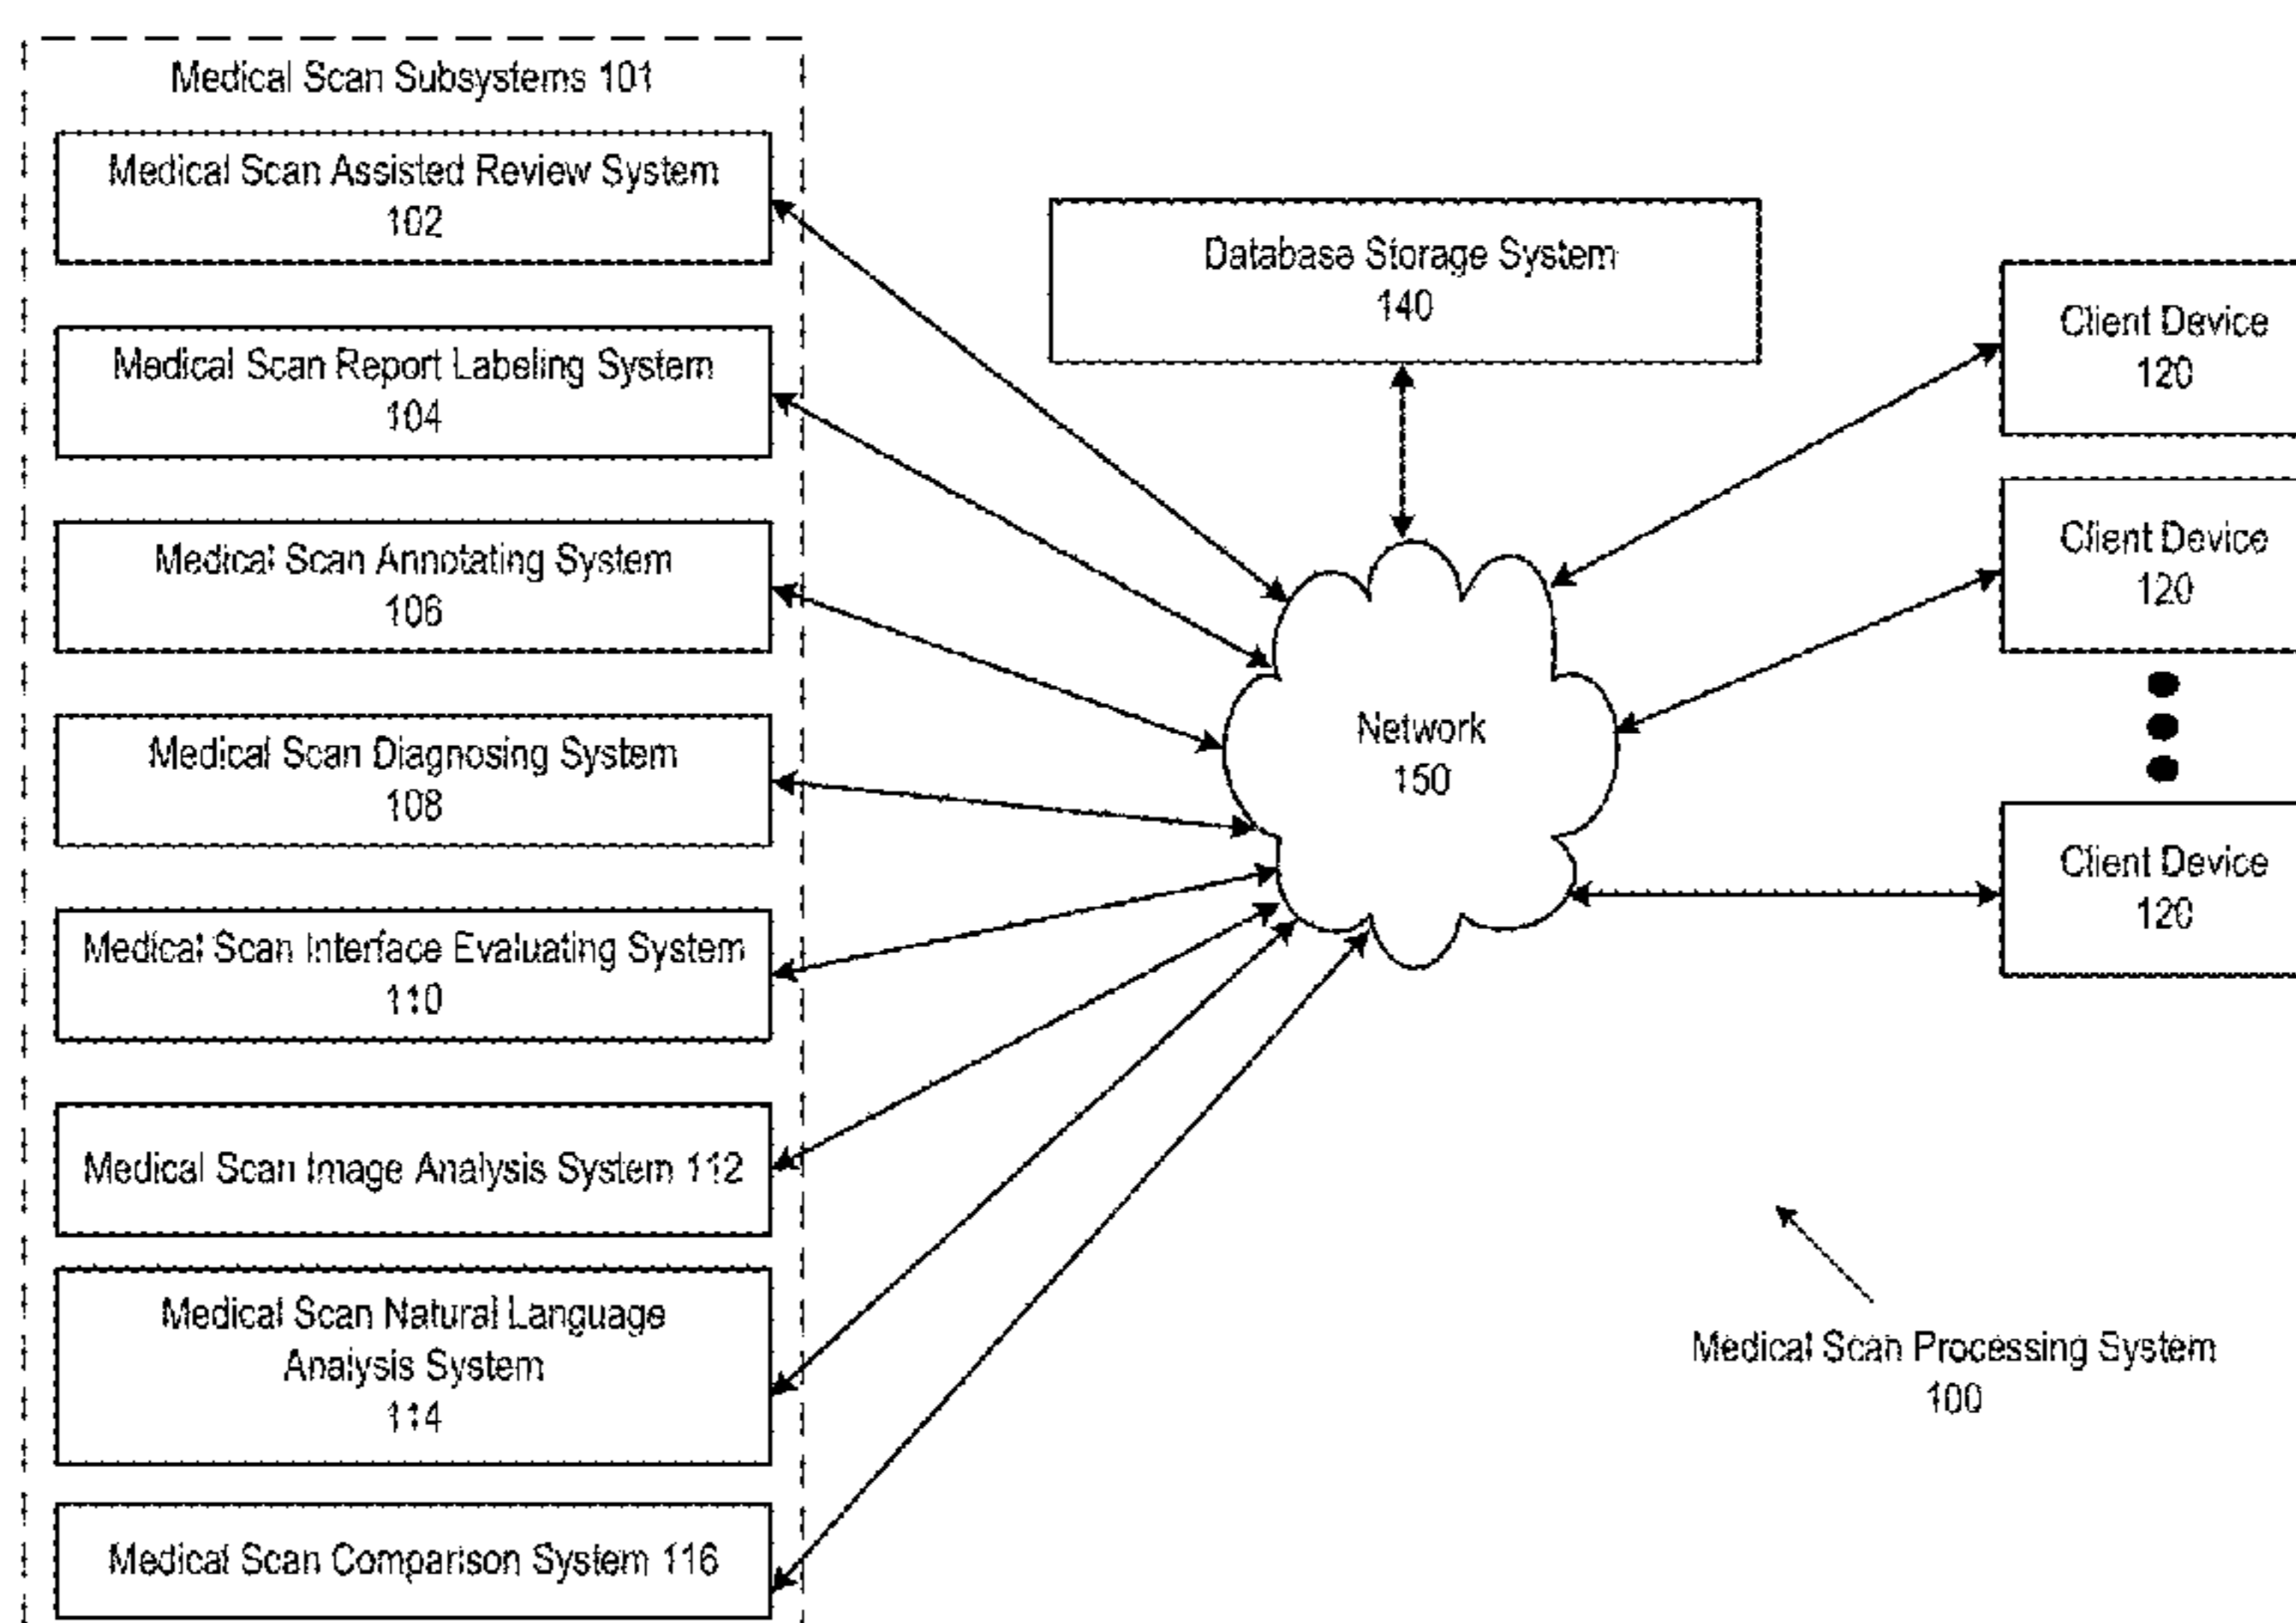 Medical Scan Subsystems 101
Medical Scan Assisted Review System
102
Medical Scan Report Labeling System
104
Medical Scan Annotating System
106
Medical Scan Diagnosing System
108
Medical Scan Interface Evaluating System
110
Medical Scan Image Analysis System 112
Medical Scan Natural Language
Analysis System
114
Medical Scan Comparison System 116
Database Storage System
140
Network
150
Client Device
120
Client Device
120
Client Device
120
Medical Scan Processing System
100